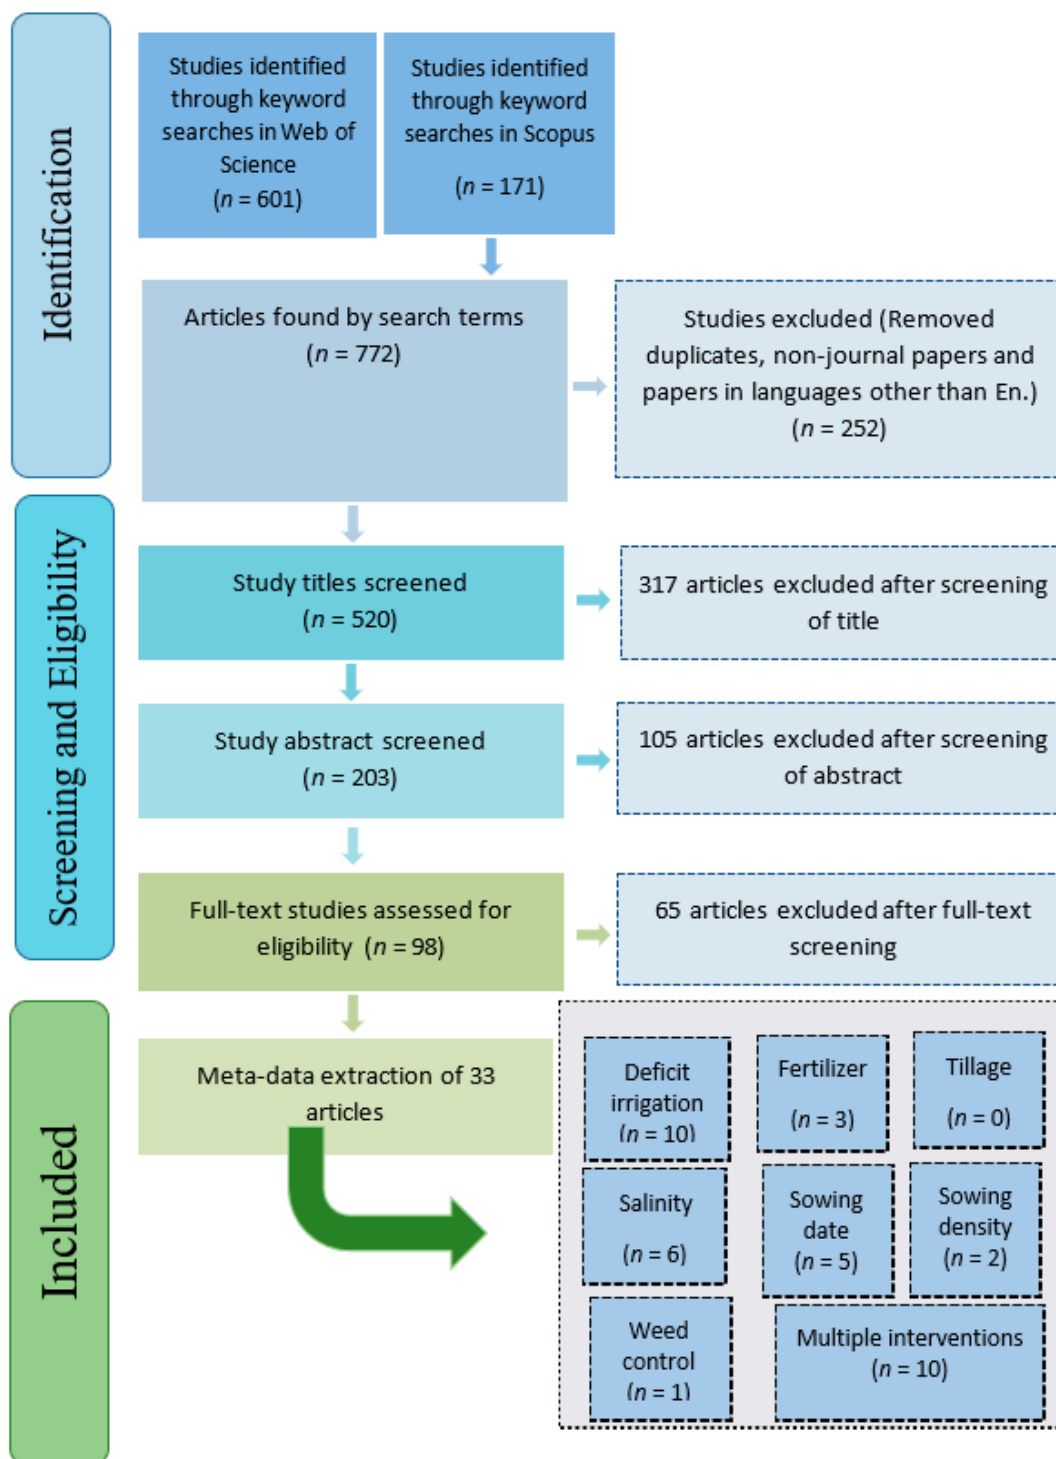 Identification
Studies identified
through keyword
searches in Web of
Science
(n = 601)
Studies identified
through keyword
searches in Scopus
(n = 171)
Articles found by search terms
(n = 772)
Studies excluded (Removed
duplicates, non-journal papers and
papers in languages other than En.)
(n = 252)
Screening and Eligibility
Study titles screened
(n = 520)
317 articles excluded after screening
of title
Study abstract screened
(n = 203)
105 articles excluded after screening
of abstract
Full-text studies assessed for
eligibility (n = 98)
65 articles excluded after full-text
screening
Included
Meta-data extraction of 33
articles
Deficit
irrigation
(n = 10)
Fertilizer
(n = 3)
Tillage
(n = 0)
Salinity
(n = 6)
Sowing
date
(n = 5)
Sowing
density
(n = 2)
Weed
control
(n = 1)
Multiple interventions
(n = 10)